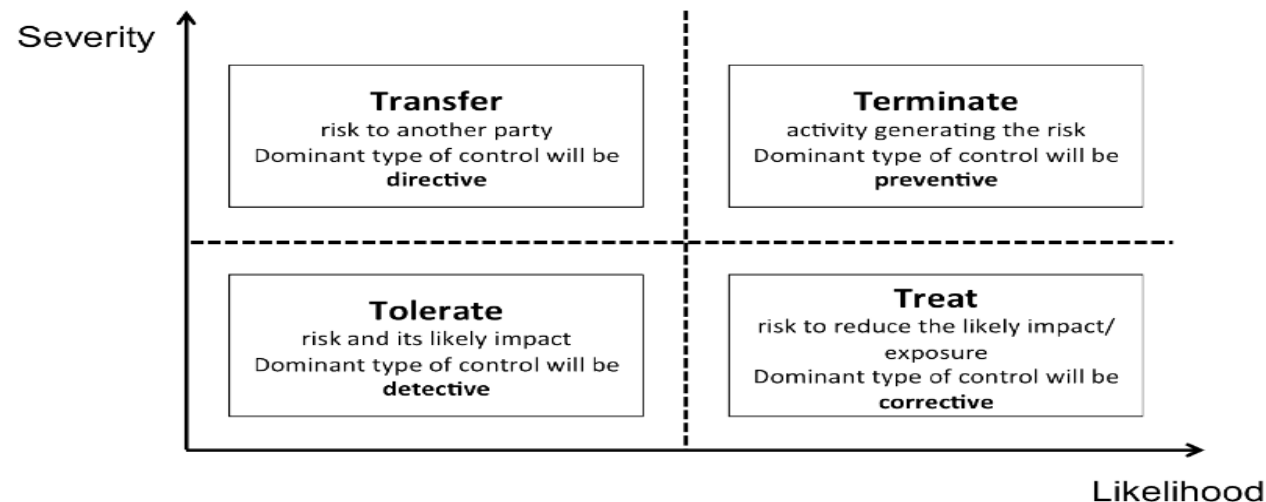 Severity
Transfer
risk to another party
Dominant type of control will be
directive
Terminate
activity generating the risk
Dominant type of control will be
preventive
Tolerate
risk and its likely impact
Dominant type of control will be
detective
Treat
risk to reduce the likely impact/
exposure
Dominant type of control will be
corrective
Likelihood